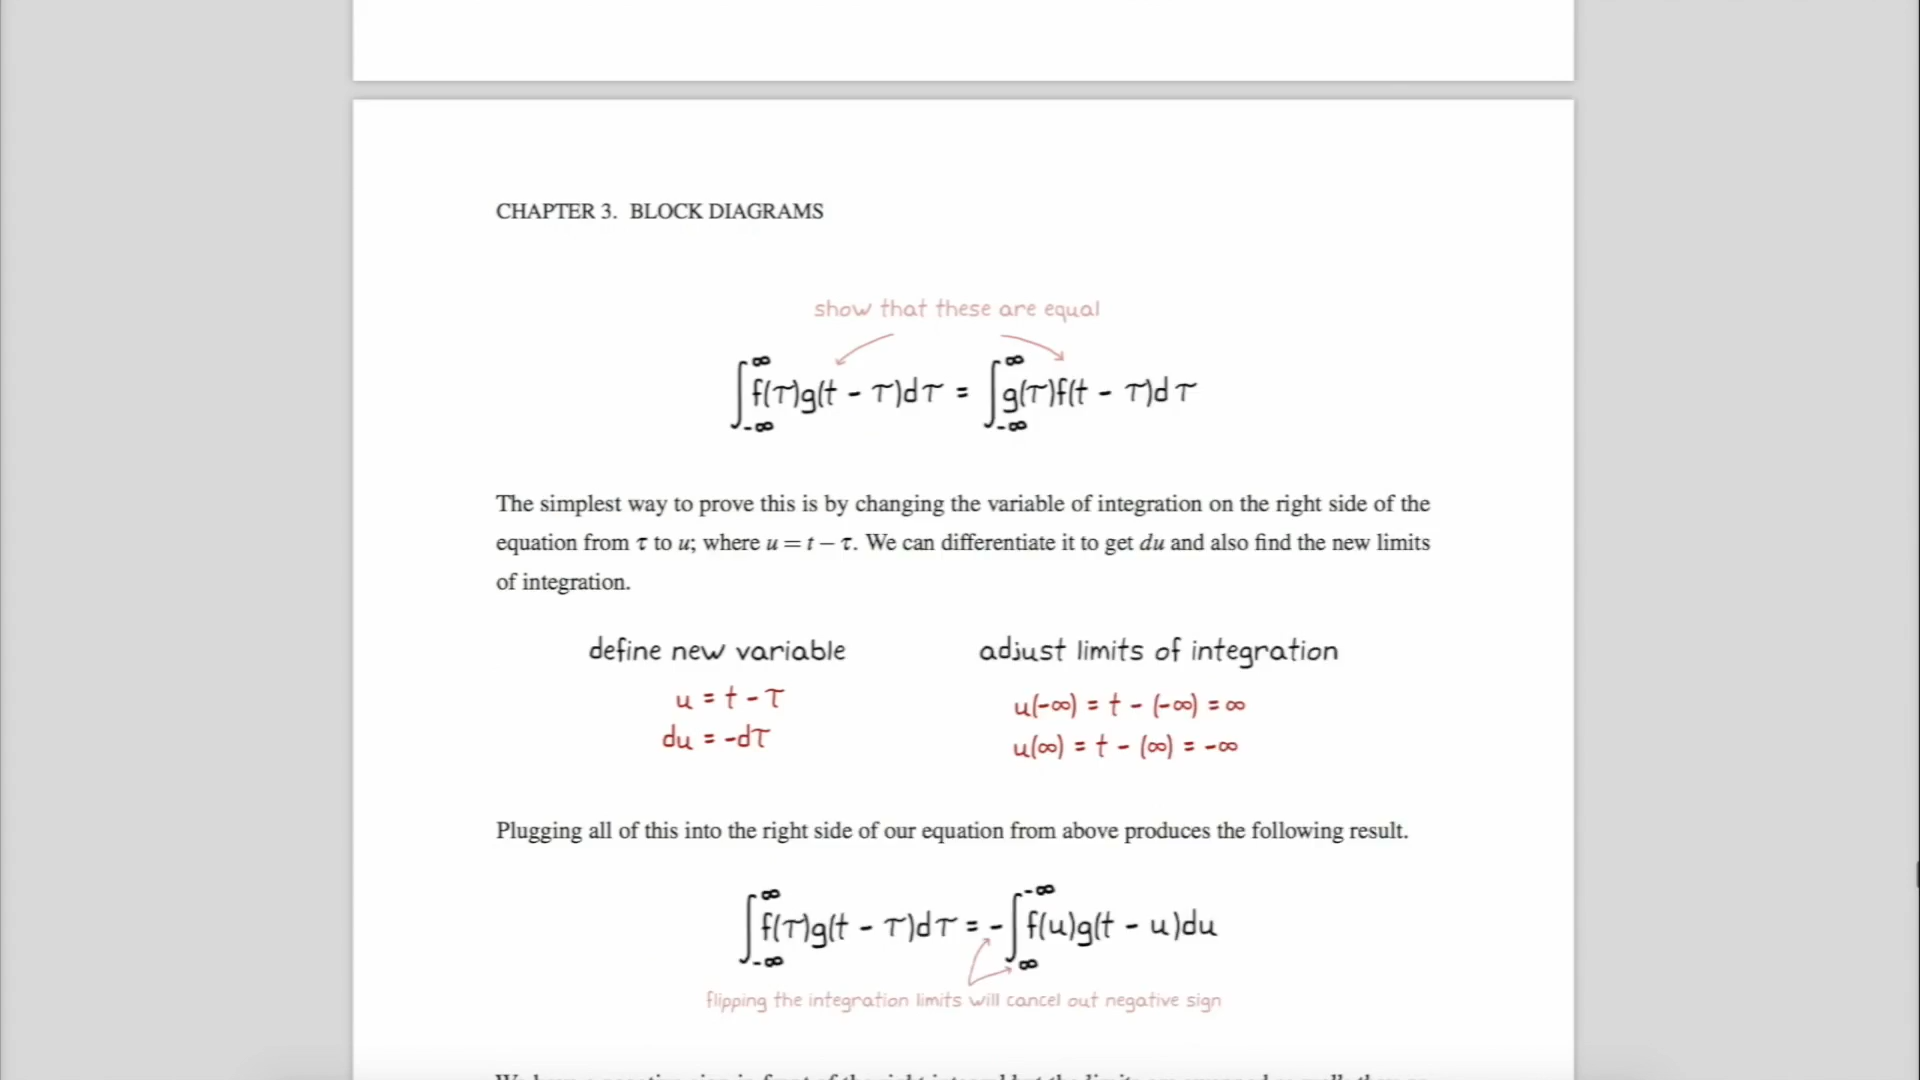 CHAPTER 3. BLOCK DIAGRAMS
show that these are equal
∫_{-∞}^{∞} f(τ)g(t - τ)dτ = ∫_{-∞}^{∞} g(τ)f(t - τ)dτ
The simplest way to prove this is by changing the variable of integration on the right side of the
equation from τ to u; where u = t − τ. We can differentiate it to get du and also find the new limits
of integration.
define new variable
adjust limits of integration
u = t - τ
u(-∞) = t - (-∞) = ∞
du = -dτ
u(∞) = t - (∞) = -∞
Plugging all of this into the right side of our equation from above produces the following result.
∫_{-∞}^{∞} f(τ)g(t - τ)dτ = -∫_{∞}^{-∞} f(u)g(t - u)du
flipping the integration limits will cancel out negative sign